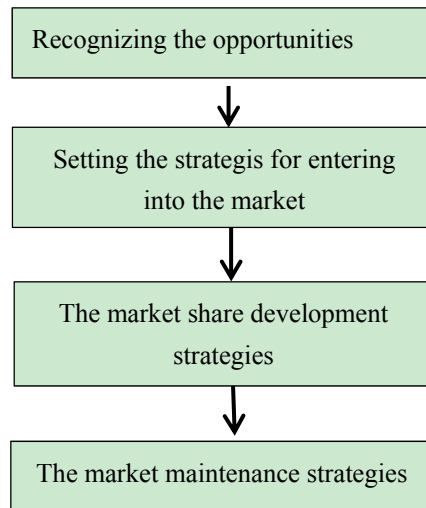 Recognizing the opportunities
Setting the strategis for entering
into the market
The market share development
strategies
The market maintenance strategies